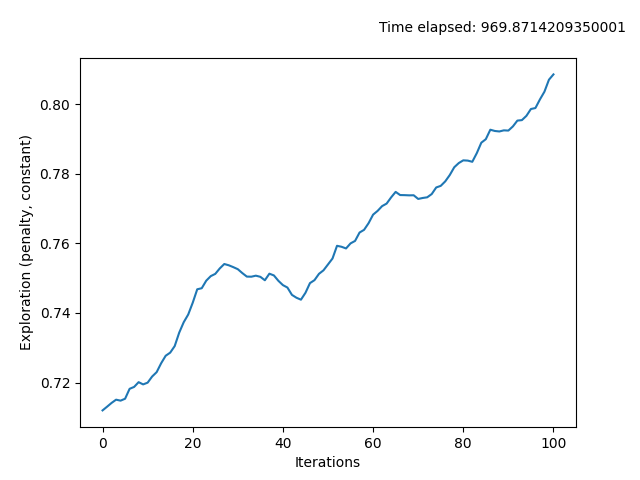 Time elapsed: 969.8714209350001
0.80
0.78
0.76
0.74
0.72
Exploration (penalty, constant)
0 20 40 60 80 100
Iterations